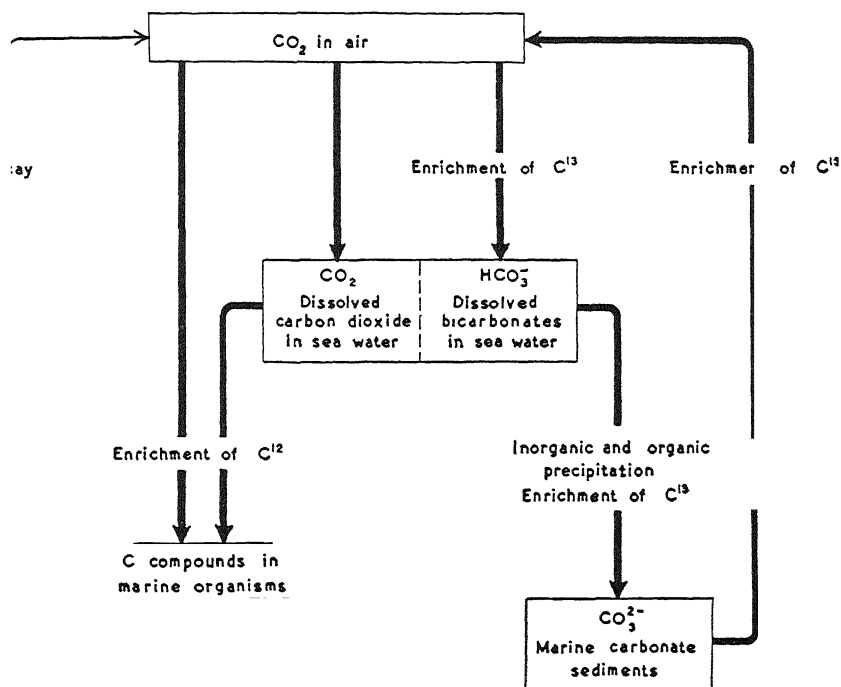 CO₂ in air
Enrichment of C¹³
Enrichmer of C¹³
ay
CO₂
Dissolved
carbon dioxide
in sea water
HCO₃⁻
Dissolved
bicarbonates
in sea water
Enrichment of C¹²
Inorganic and organic
precipitation
Enrichment of C¹³
C compounds in
marine organisms
CO₃²⁻
Marine carbonate
sediments